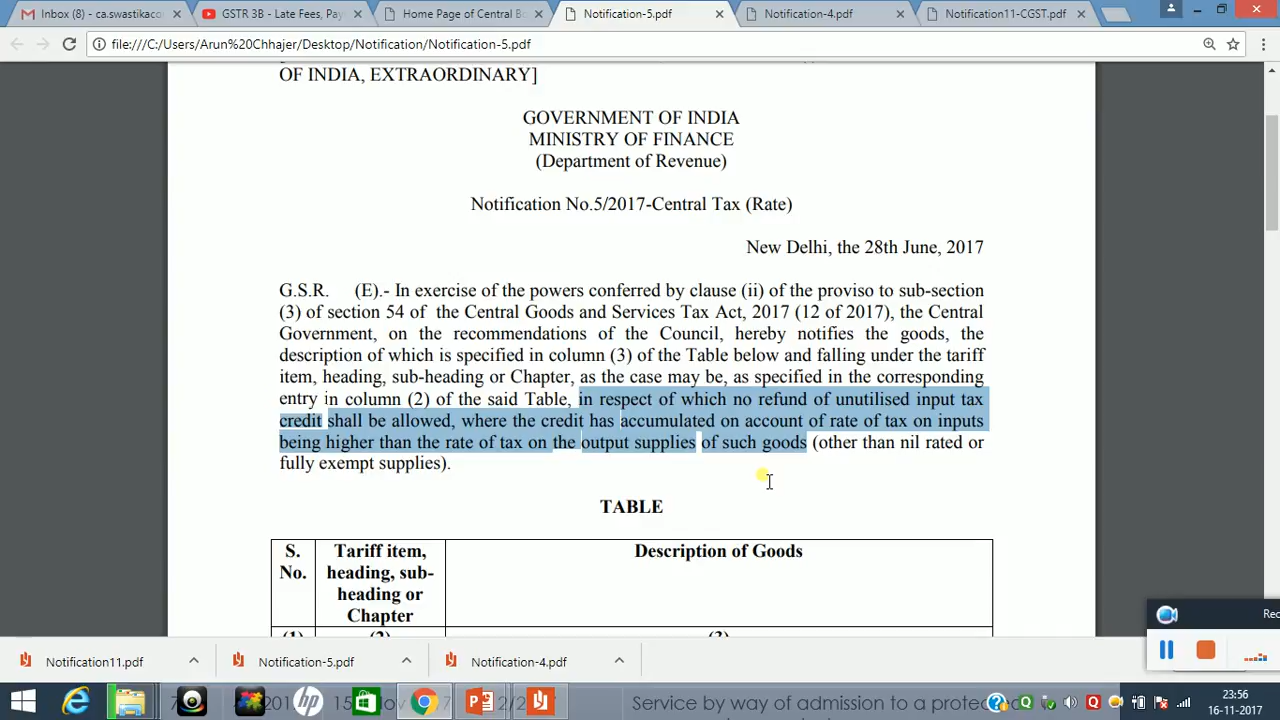 Inbox (8) - ca.swastikaco
GSTR 3B - Late Fees, Pay
Home Page of Central Bo
Notification-5.pdf
Notification-4.pdf
Notification11-CGST.pdf
file:///C:/Users/Arun%20Chhajer/Desktop/Notification/Notification-5.pdf
OF INDIA, EXTRAORDINARY]
GOVERNMENT OF INDIA
MINISTRY OF FINANCE
(Department of Revenue)
Notification No.5/2017-Central Tax (Rate)
New Delhi, the 28th June, 2017
G.S.R. (E).- In exercise of the powers conferred by clause (ii) of the proviso to sub-section
(3) of section 54 of the Central Goods and Services Tax Act, 2017 (12 of 2017), the Central
Government, on the recommendations of the Council, hereby notifies the goods, the
description of which is specified in column (3) of the Table below and falling under the tariff
item, heading, sub-heading or Chapter, as the case may be, as specified in the corresponding
entry in column (2) of the said Table, in respect of which no refund of unutilised input tax
credit shall be allowed, where the credit has accumulated on account of rate of tax on inputs
being higher than the rate of tax on the output supplies of such goods (other than nil rated or
fully exempt supplies).
TABLE
S. No.
Tariff item, heading, sub-heading or Chapter
Description of Goods
(1) (2) (3)
Rec
Notification11.pdf
Notification-5.pdf
Notification-4.pdf
Service by way of admission to a protec
23:56
16-11-2017